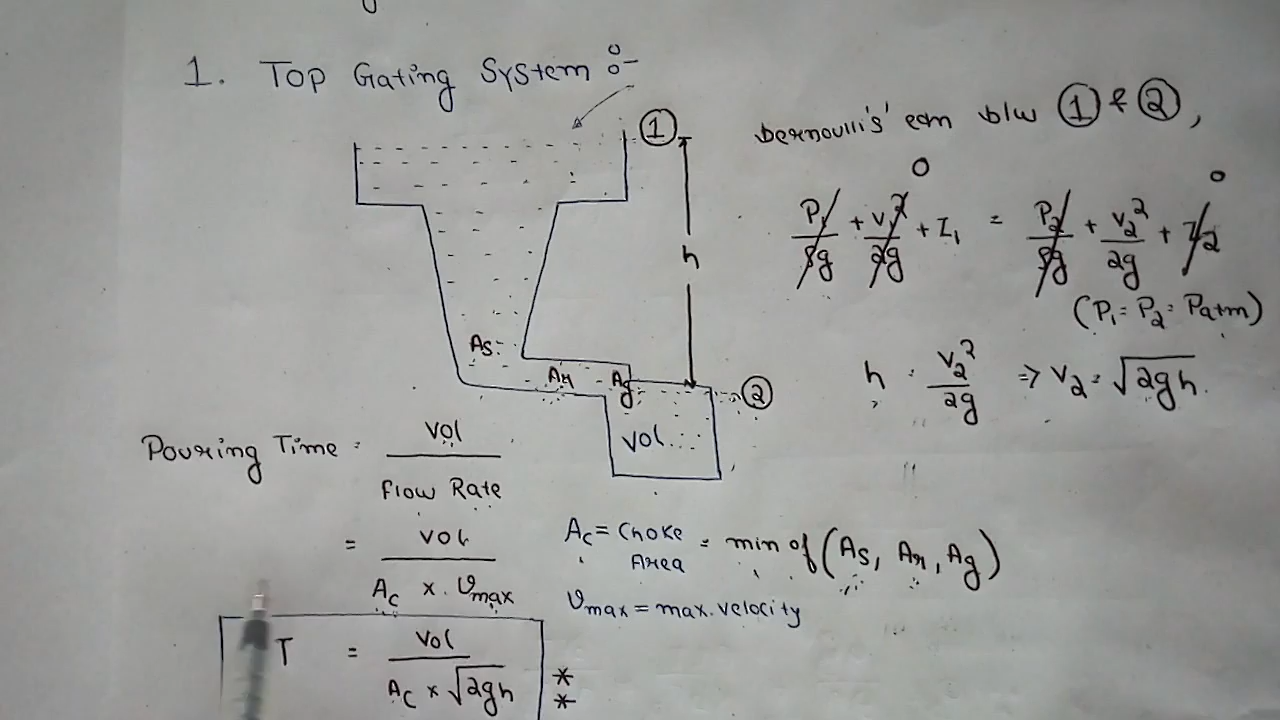 1. Top Gating System :-
bernoulli's' eqn b/w ① & ②,
P₁/ρg + V₁²/2g + Z₁ = P₂/ρg + V₂²/2g + Z₂
0 0
(P₁ = P₂ = Patm)
h = V₂²/2g ⇒ V₂ = √2gh
①
h
As
Ar Ag
②
Vol
Pouring Time = Vol / flow Rate
= Vol / Ac × Vmax
Ac = Choke Area = min of (As, Ar, Ag)
Vmax = max. velocity
T = Vol / Ac × √2gh
*
*